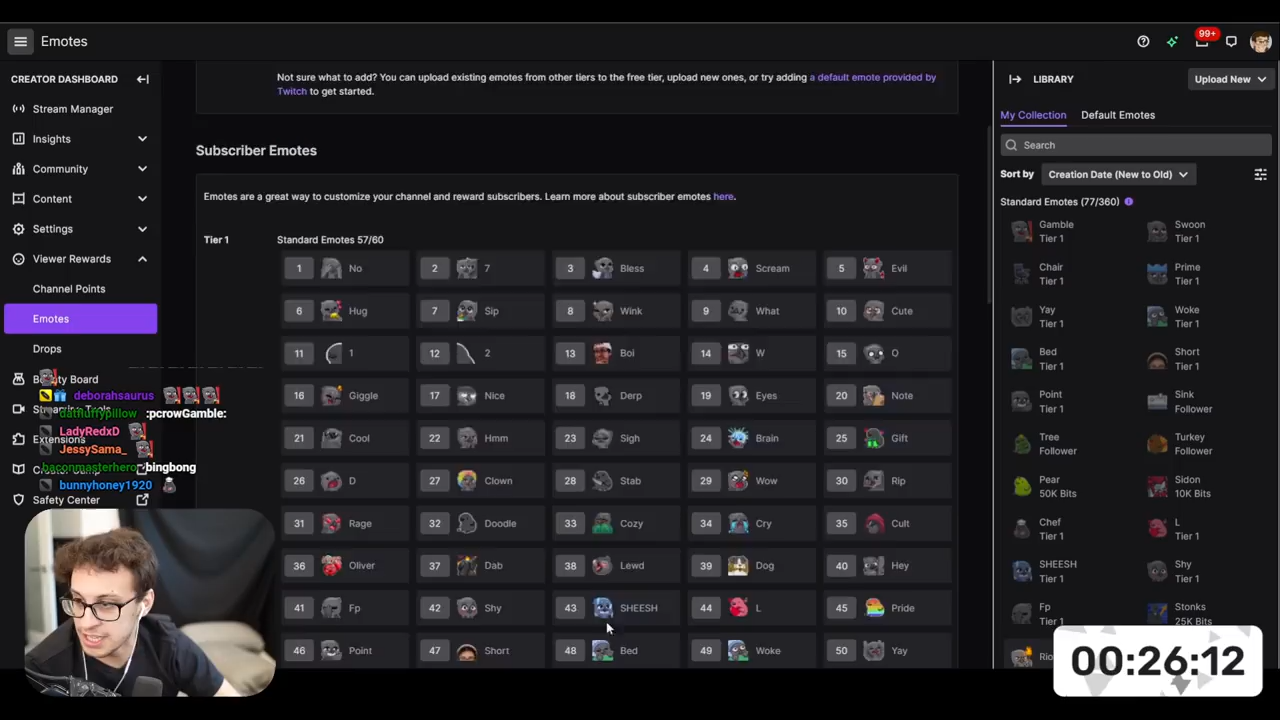 Emotes
99+
CREATOR DASHBOARD
Stream Manager
Insights
Community
Content
Settings
Viewer Rewards
Channel Points
Emotes
Drops
Extensions
Safety Center
deborahsaurus
datfluffypillow :pcrowGamble:
LadyRedxD
JessySama_
baconmasterhero bingbong
bunnyhoney1920
Not sure what to add? You can upload existing emotes from other tiers to the free tier, upload new ones, or try adding a default emote provided by
Twitch to get started.
Subscriber Emotes
Emotes are a great way to customize your channel and reward subscribers. Learn more about subscriber emotes here.
Tier 1
Standard Emotes 57/60
1 No 2 7 3 Bless 4 Scream 5 Evil
6 Hug 7 Sip 8 Wink 9 What 10 Cute
11 1 12 2 13 Boi 14 W 15 O
16 Giggle 17 Nice 18 Derp 19 Eyes 20 Note
21 Cool 22 Hmm 23 Sigh 24 Brain 25 Gift
26 D 27 Clown 28 Stab 29 Wow 30 Rip
31 Rage 32 Doodle 33 Cozy 34 Cry 35 Cult
36 Oliver 37 Dab 38 Lewd 39 Dog 40 Hey
41 Fp 42 Shy 43 SHEESH 44 L 45 Pride
46 Point 47 Short 48 Bed 49 Woke 50 Yay
LIBRARY
Upload New
My Collection Default Emotes
Search
Sort by Creation Date (New to Old)
Standard Emotes (77/360)
Gamble Swoon
Tier 1 Tier 1
Chair Prime
Tier 1 Tier 1
Yay Woke
Tier 1 Tier 1
Bed Short
Tier 1 Tier 1
Point Sink
Tier 1 Follower
Tree Turkey
Follower Follower
Pear Sidon
50K Bits 10K Bits
Chef L
Tier 1 Tier 1
SHEESH Shy
Tier 1 Tier 1
Fp Stonks
Tier 1 25K Bits
00:26:12